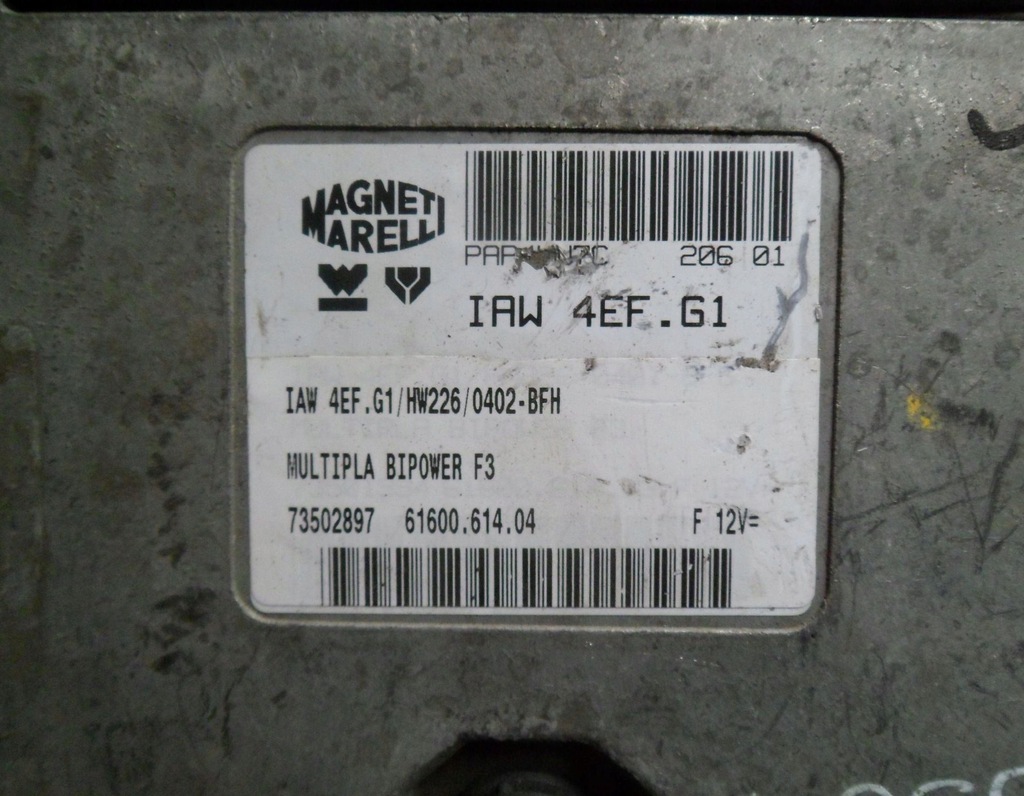 MAGNETI
MARELLI
206 01
IAW 4EF.G1
IAW 4EF.G1/HW226/0402-BFH
MULTIPLA BIPOWER F3
73502897 61600.614.04 F 12V=